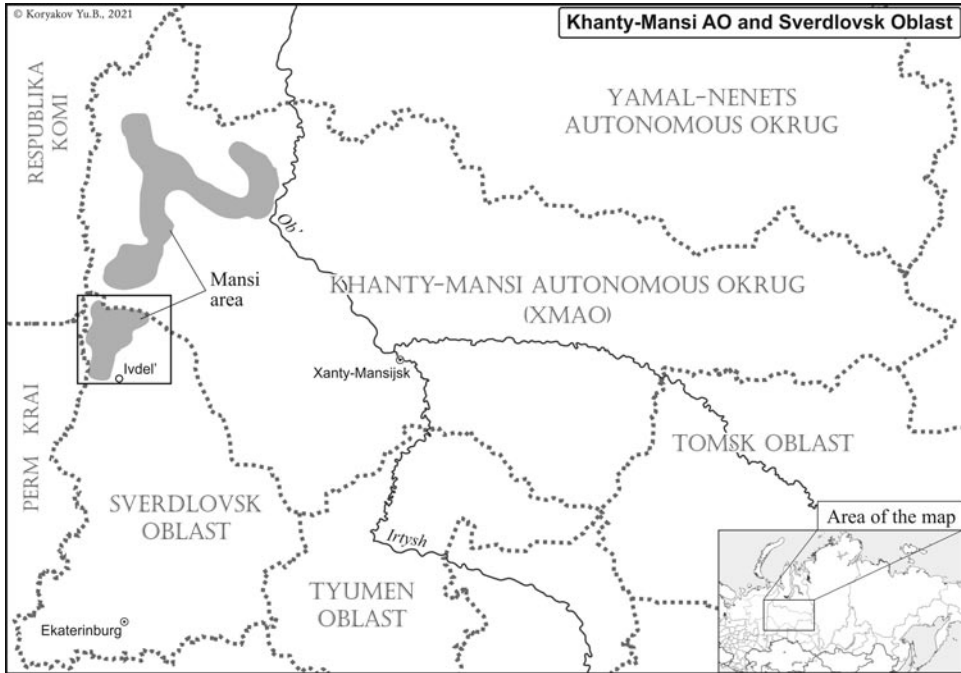 © Koryakov Yu.B., 2021
Khanty-Mansi AO and Sverdlovsk Oblast
RESPUBLIKA
KOMI
YAMAL-NENETS
AUTONOMOUS OKRUG
Ob'
Mansi
area
KHANTY-MANSI AUTONOMOUS OKRUG
(XMAO)
Ivdel'
Xanty-Mansijsk
PERM KRAI
TOMSK OBLAST
SVERDLOVSK
OBLAST
Irtysh
Area of the map
TYUMEN
OBLAST
Ekaterinburg